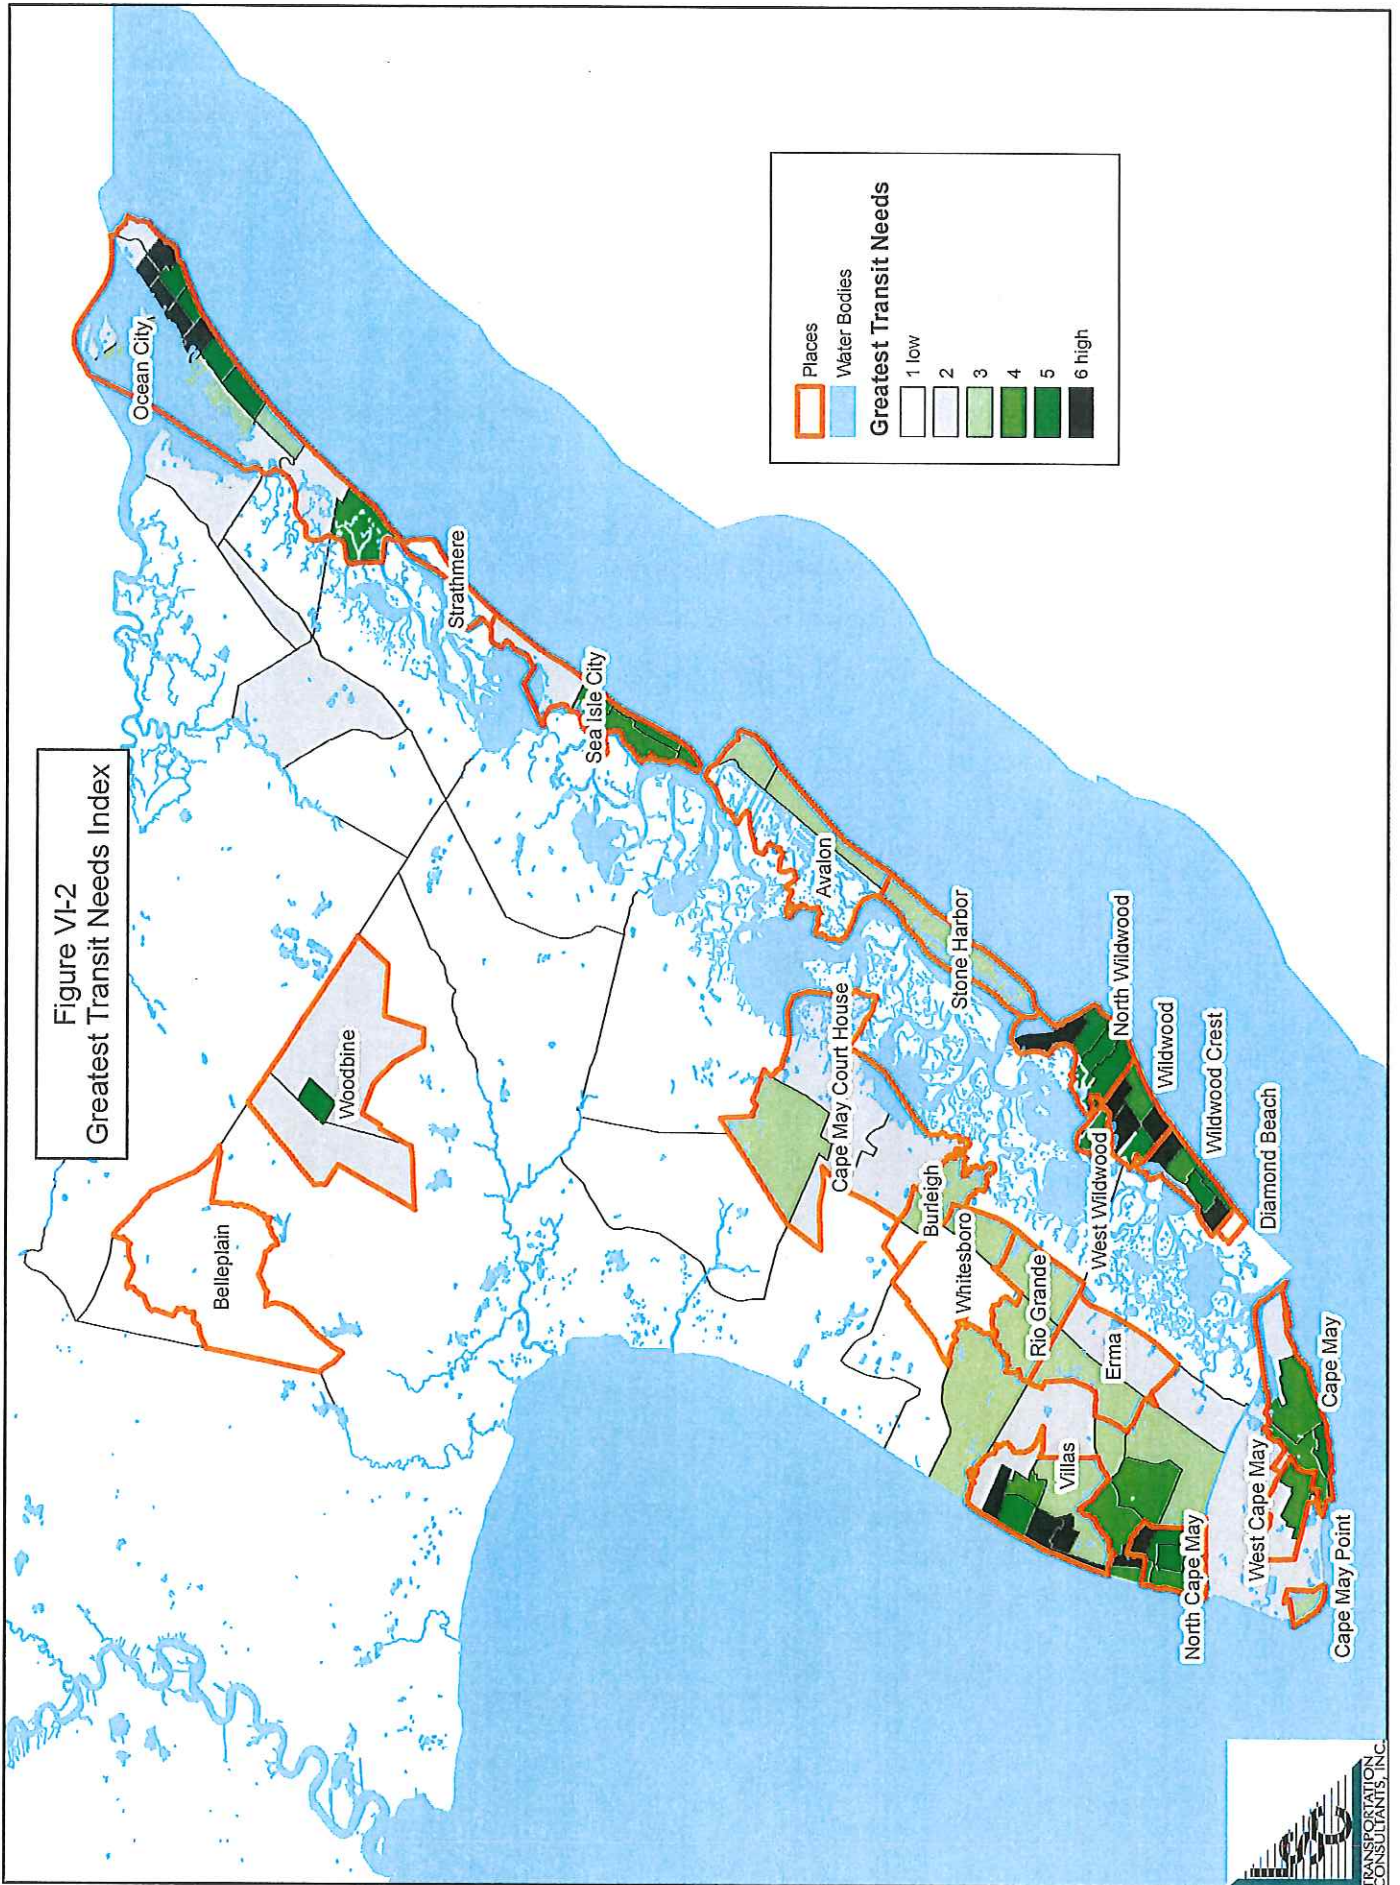 Figure VI-2
Greatest Transit Needs Index
Ocean City
Strathmere
Sea Isle City
Avalon
Stone Harbor
North Wildwood
Wildwood
Wildwood Crest
Diamond Beach
West Wildwood
Woodbine
Belleplain
Cape May Court House
Burleigh
Whitesboro
Rio Grande
Erma
Villas
North Cape May
West Cape May
Cape May
Cape May Point
Places
Water Bodies
Greatest Transit Needs
1 low
2
3
4
5
6 high
LSC
TRANSPORTATION
CONSULTANTS, INC.